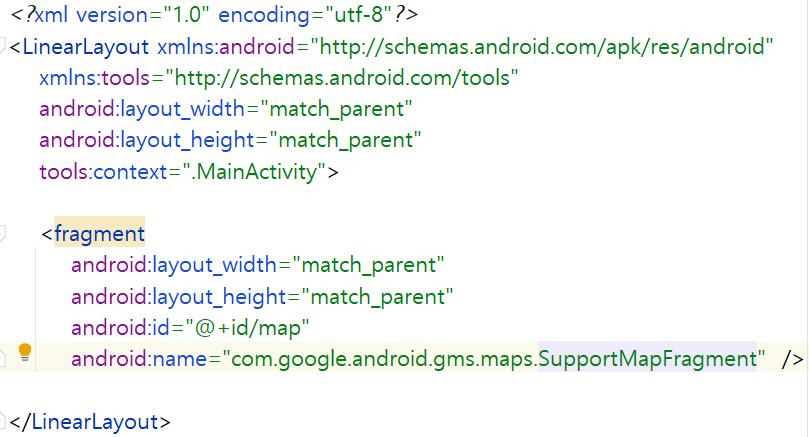 <?xml version="1.0" encoding="utf-8"?>
<LinearLayout xmlns:android="http://schemas.android.com/apk/res/android"
    xmlns:tools="http://schemas.android.com/tools"
    android:layout_width="match_parent"
    android:layout_height="match_parent"
    tools:context=".MainActivity">

    <fragment
        android:layout_width="match_parent"
        android:layout_height="match_parent"
        android:id="@+id/map"
        android:name="com.google.android.gms.maps.SupportMapFragment"  />

</LinearLayout>